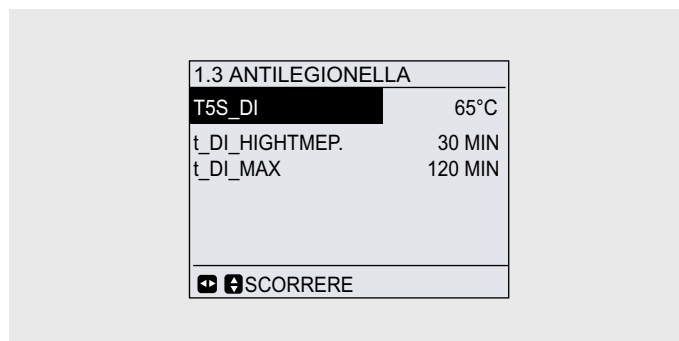 1.3 ANTILEGIONELLA
T5S_DI 65°C
t_DI_HIGHTMEP. 30 MIN
t_DI_MAX 120 MIN
SCORRERE